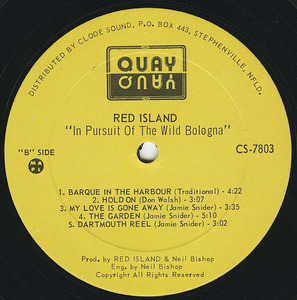 DISTRIBUTED BY CLODE SOUND, P.O. BOX 443, STEPHENVILLE, NFLD.
QUAY
QUAY
RED ISLAND
"In Pursuit Of The Wild Bologna"
"B" SIDE
CS-7803
1. BARQUE IN THE HARBOUR (Traditional) - 4:22
2. HOLD ON (Don Walsh) - 3:07
3. MY LOVE IS GONE AWAY (Jamie Snider) - 3:35
4. THE GARDEN (Jamie Snider) - 5:10
5. DARTMOUTH REEL (Jamie Snider) - 3:02
Prod. by RED ISLAND & Neil Bishop
Eng. by Neil Bishop
Copyright All Rights Reserved